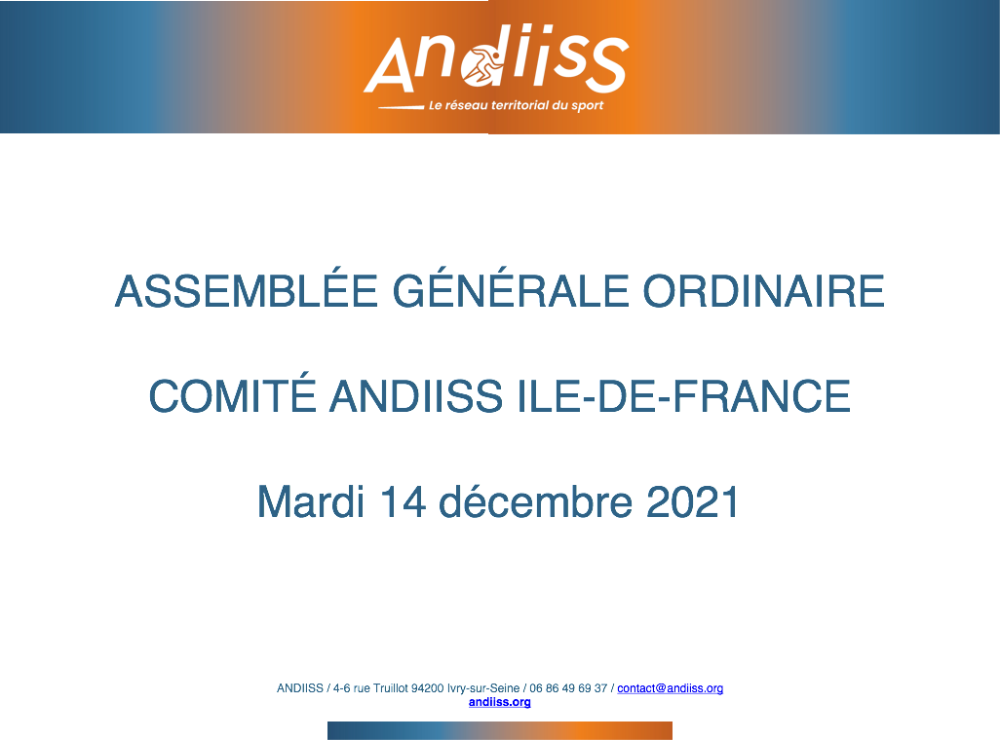 Andiiss
Le réseau territorial du sport
ASSEMBLÉE GÉNÉRALE ORDINAIRE
COMITÉ ANDIISS ILE-DE-FRANCE
Mardi 14 décembre 2021
ANDIISS / 4-6 rue Truillot 94200 Ivry-sur-Seine / 06 86 49 69 37 / contact@andiiss.org
andiiss.org